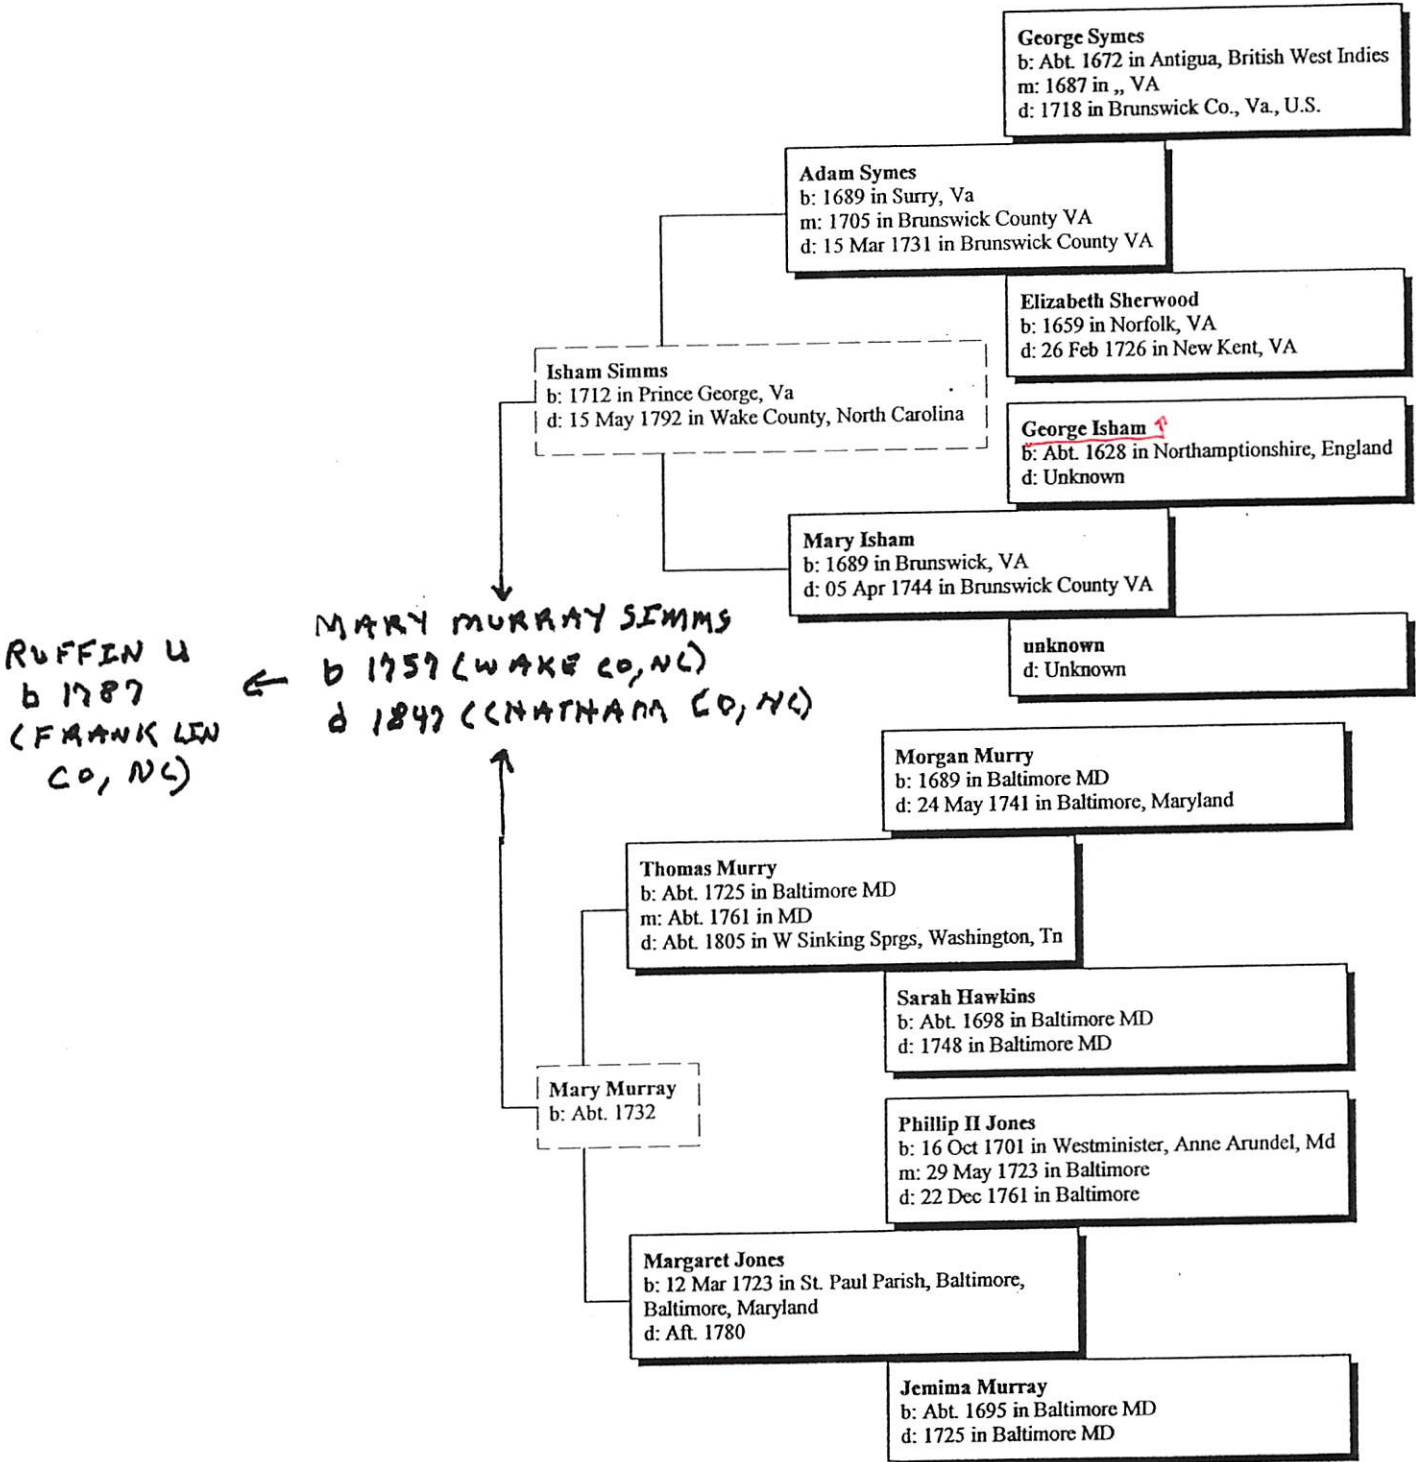 George Symes
b: Abt. 1672 in Antigua, British West Indies
m: 1687 in ,, VA
d: 1718 in Brunswick Co., Va., U.S.
Adam Symes
b: 1689 in Surry, Va
m: 1705 in Brunswick County VA
d: 15 Mar 1731 in Brunswick County VA
Elizabeth Sherwood
b: 1659 in Norfolk, VA
d: 26 Feb 1726 in New Kent, VA
Isham Simms
b: 1712 in Prince George, Va
d: 15 May 1792 in Wake County, North Carolina
George Isham
b: Abt. 1628 in Northamptionshire, England
d: Unknown
Mary Isham
b: 1689 in Brunswick, VA
d: 05 Apr 1744 in Brunswick County VA
unknown
d: Unknown
MARY MURRAY SIMMS
b 1757 (WAKE CO, NC)
d 1847 (CHATHAM CO, NC)
RUFFIN U
b 1787
(FRANKLIN
CO, NC)
Morgan Murry
b: 1689 in Baltimore MD
d: 24 May 1741 in Baltimore, Maryland
Thomas Murry
b: Abt. 1725 in Baltimore MD
m: Abt. 1761 in MD
d: Abt. 1805 in W Sinking Sprgs, Washington, Tn
Sarah Hawkins
b: Abt. 1698 in Baltimore MD
d: 1748 in Baltimore MD
Mary Murray
b: Abt. 1732
Phillip II Jones
b: 16 Oct 1701 in Westminister, Anne Arundel, Md
m: 29 May 1723 in Baltimore
d: 22 Dec 1761 in Baltimore
Margaret Jones
b: 12 Mar 1723 in St. Paul Parish, Baltimore,
Baltimore, Maryland
d: Aft. 1780
Jemima Murray
b: Abt. 1695 in Baltimore MD
d: 1725 in Baltimore MD